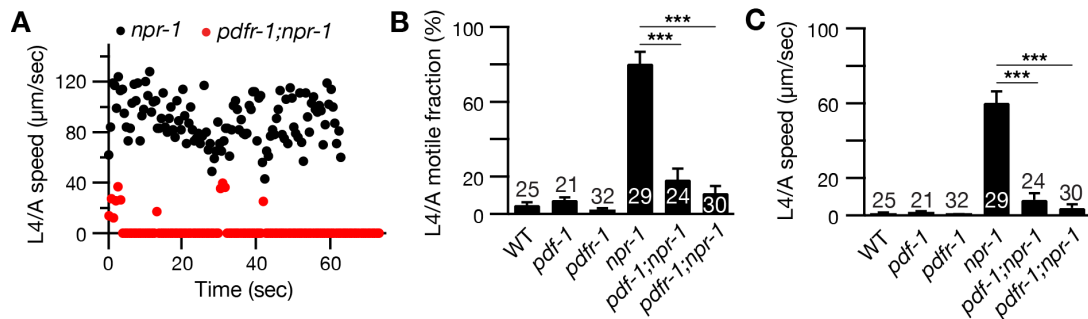 A
npr-1
pdfr-1;npr-1
L4/A speed (μm/sec)
120
80
40
0
0
20
40
60
Time (sec)
B
L4/A motile fraction (%)
100
80
60
40
20
0
***
***
25
21
32
29
24
30
WT
pdf-1
pdfr-1
npr-1
pdf-1;npr-1
pdfr-1;npr-1
C
L4/A speed (μm/sec)
100
80
60
40
20
0
***
***
25
21
32
29
24
30
WT
pdf-1
pdfr-1
npr-1
pdf-1;npr-1
pdfr-1;npr-1